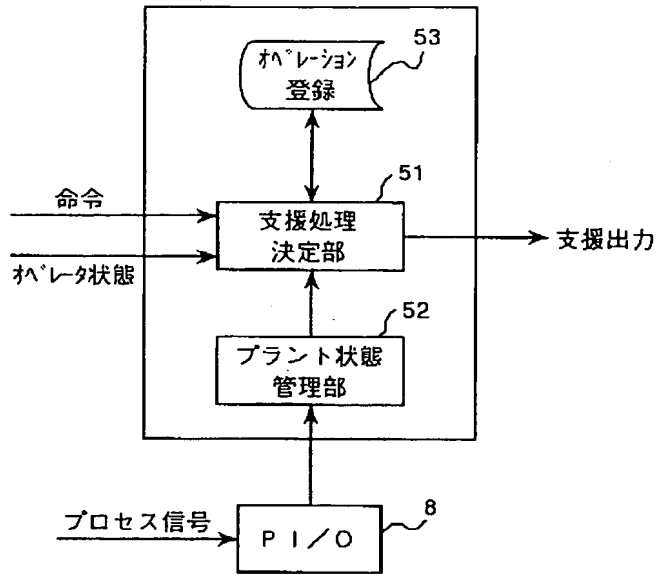 ｵﾍﾟﾚｰｼｮﾝ
登録
53
51
命令
支援処理
決定部
支援出力
ｵﾍﾟﾚｰﾀ状態
52
プラント状態
管理部
プロセス信号
8
ＰＩ／Ｏ